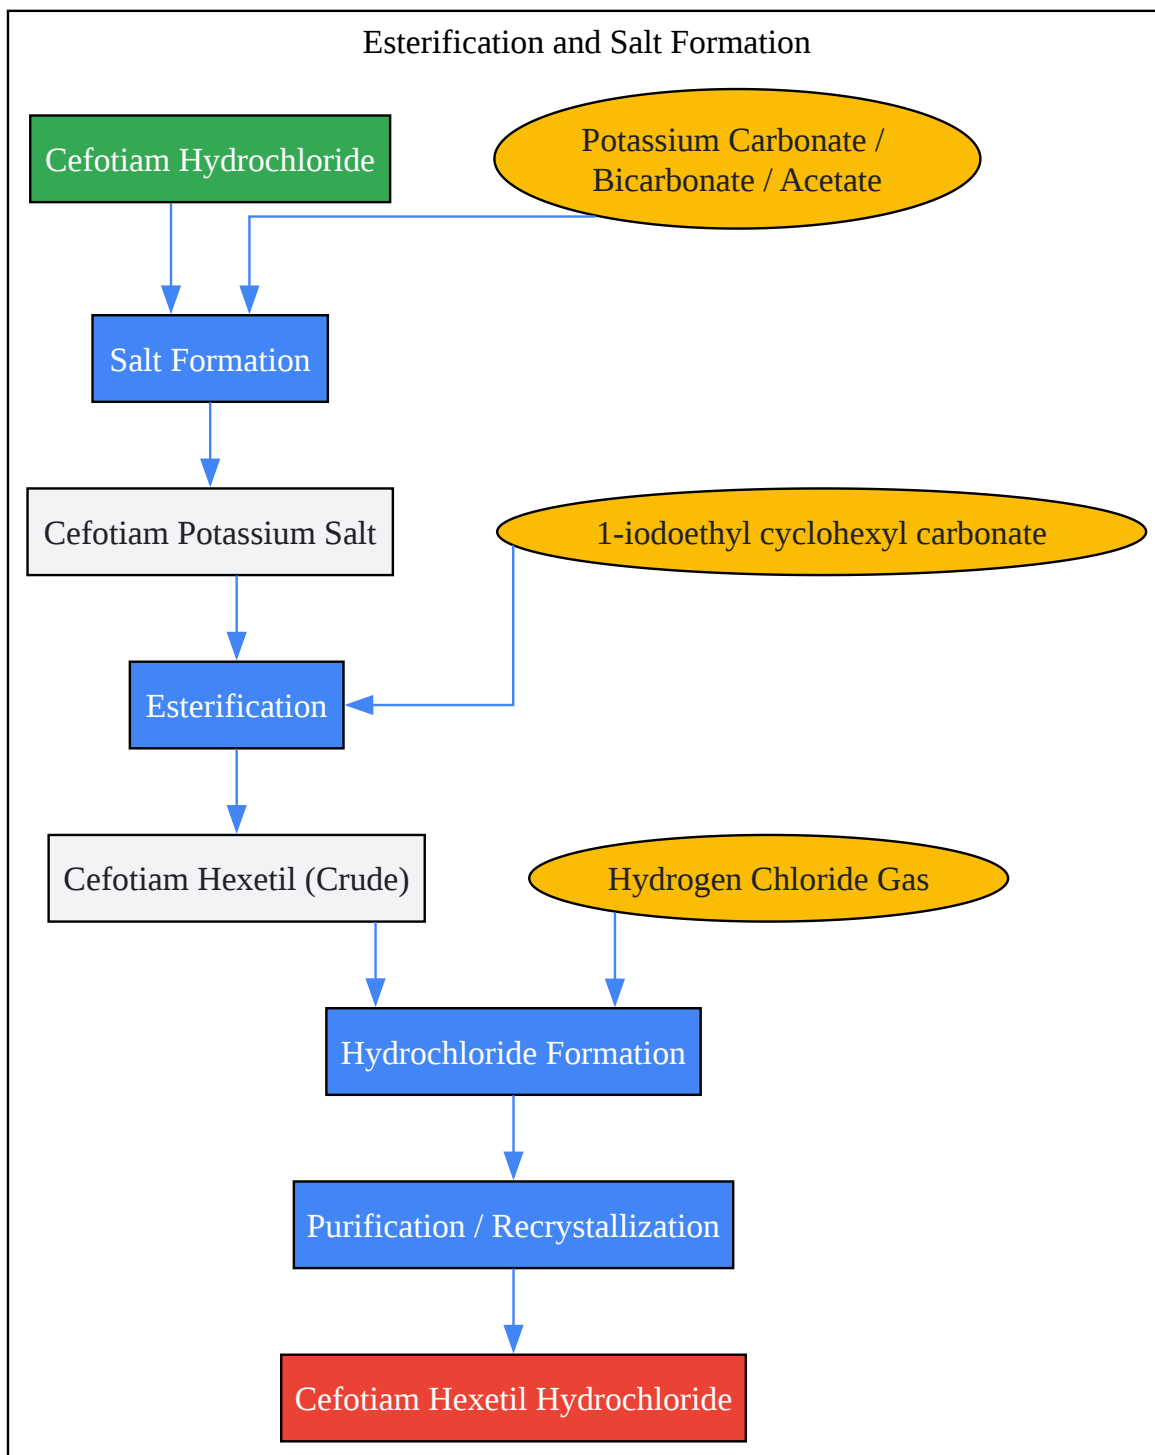 Esterification and Salt Formation
Cefotiam Hydrochloride
Potassium Carbonate /
Bicarbonate / Acetate
Salt Formation
Cefotiam Potassium Salt
1-iodoethyl cyclohexyl carbonate
Esterification
Cefotiam Hexetil (Crude)
Hydrogen Chloride Gas
Hydrochloride Formation
Purification / Recrystallization
Cefotiam Hexetil Hydrochloride